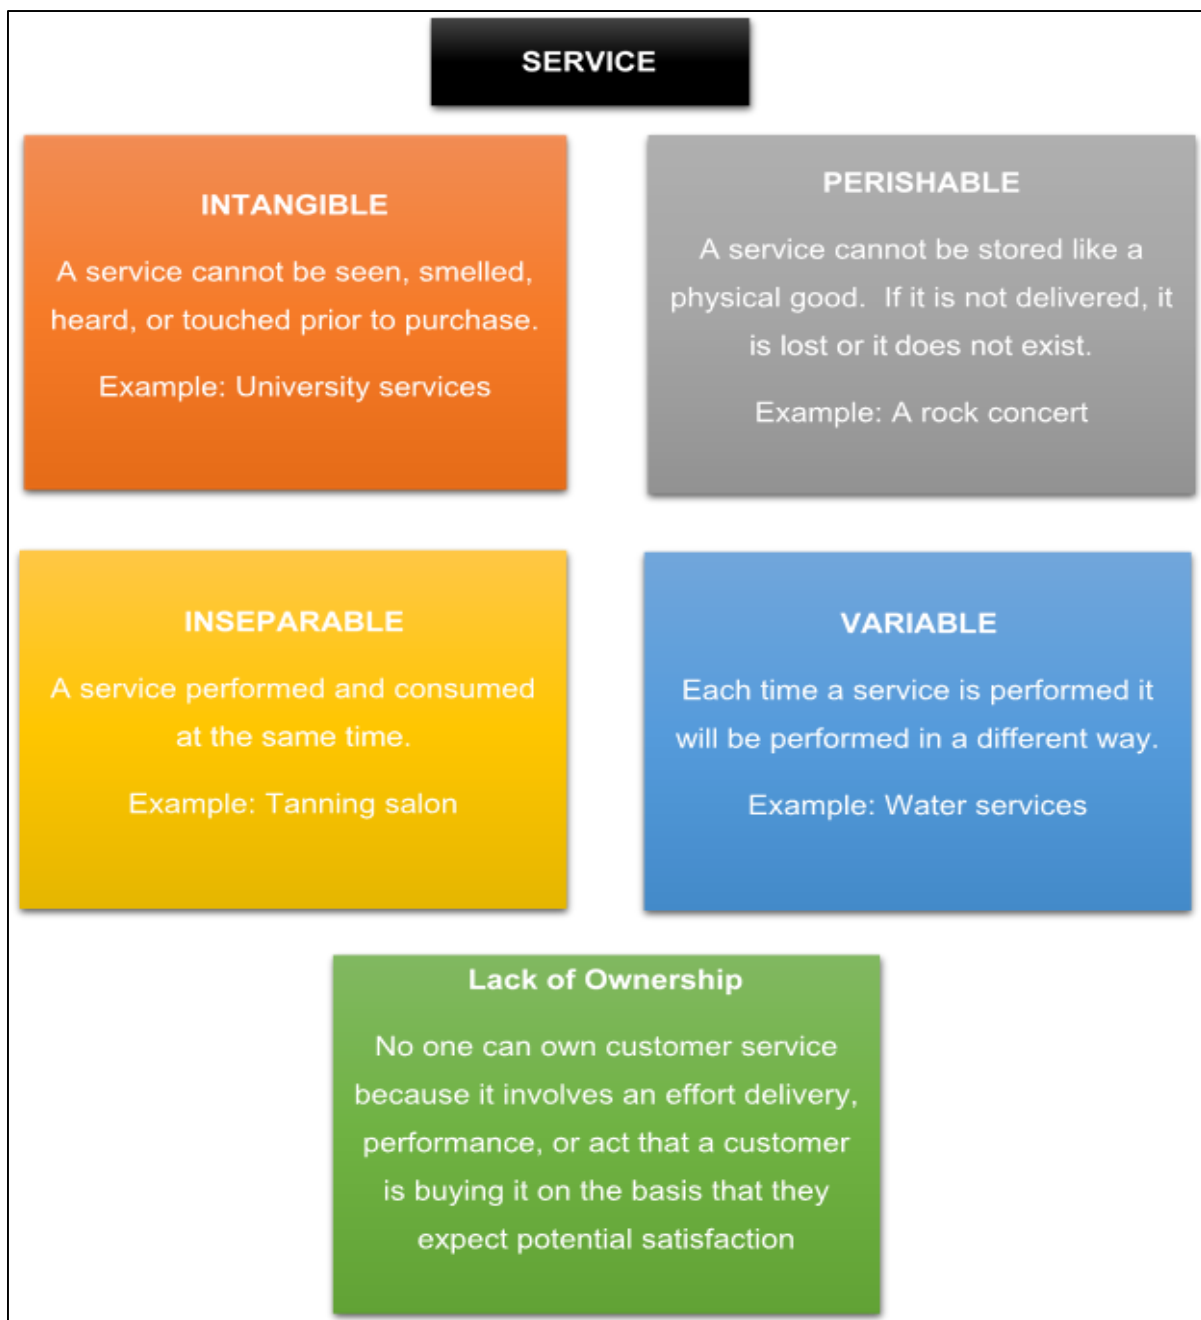 SERVICE
INTANGIBLE
A service cannot be seen, smelled,
heard, or touched prior to purchase.
Example: University services
PERISHABLE
A service cannot be stored like a
physical good.  If it is not delivered, it
is lost or it does not exist.
Example: A rock concert
INSEPARABLE
A service performed and consumed
at the same time.
Example: Tanning salon
VARIABLE
Each time a service is performed it
will be performed in a different way.
Example: Water services
Lack of Ownership
No one can own customer service
because it involves an effort delivery,
performance, or act that a customer
is buying it on the basis that they
expect potential satisfaction